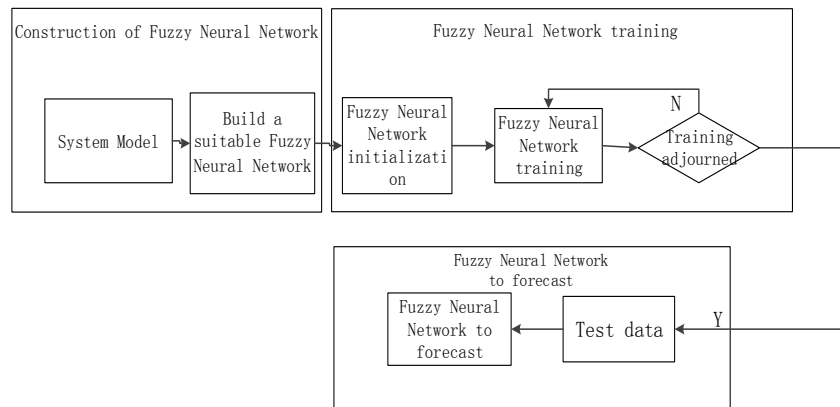 Construction of Fuzzy Neural Network
System Model
Build a
suitable Fuzzy
Neural Network
Fuzzy Neural Network training
Fuzzy Neural
Network
initializati
on
Fuzzy Neural
Network
training
N
Training
adjourned
Fuzzy Neural Network
to forecast
Fuzzy Neural
Network to
forecast
Test data
Y